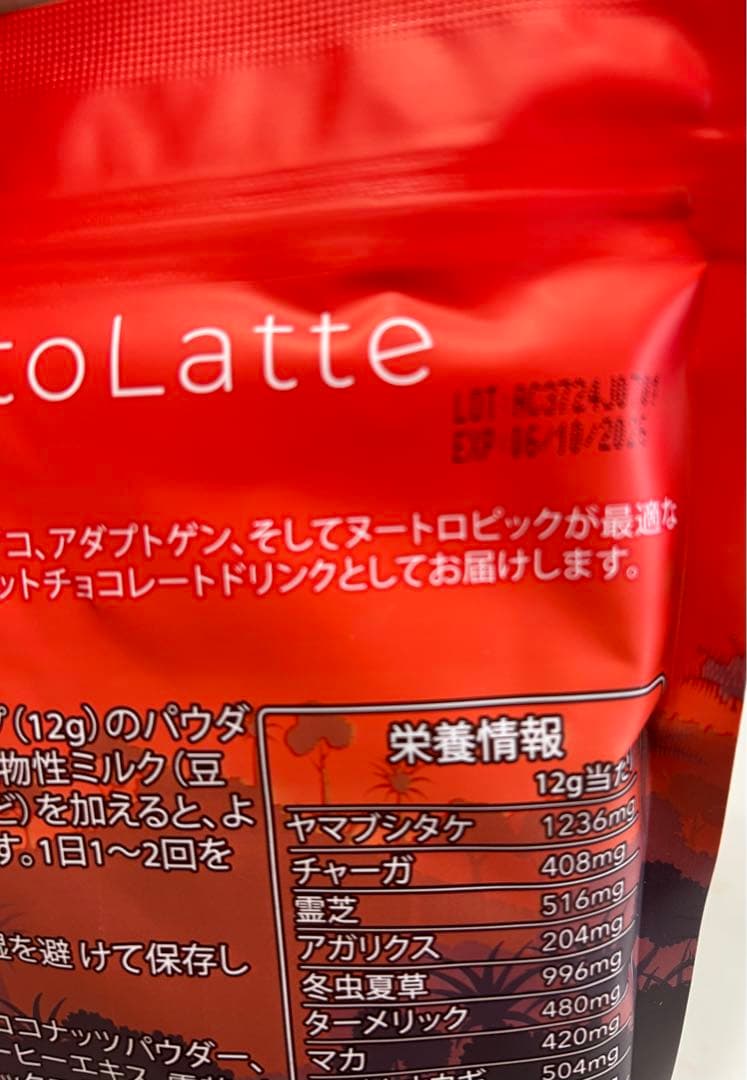 toLatte
LOT
EXP 06/10/
コ、アダプトゲン、そしてヌートロピックが最適な
ットチョコレートドリンクとしてお届けします。
(12g)のパウダ
物性ミルク(豆
ど)を加えると、よ
す。1日1〜2回を
湿を避けて保存し
ココナッツパウダー、
ーヒーエキス
栄養情報
12g当たり
ヤマブシタケ 1236mg
チャーガ 408mg
霊芝 516mg
アガリクス 204mg
冬虫夏草 996mg
ターメリック 480mg
マカ 420mg
504mg